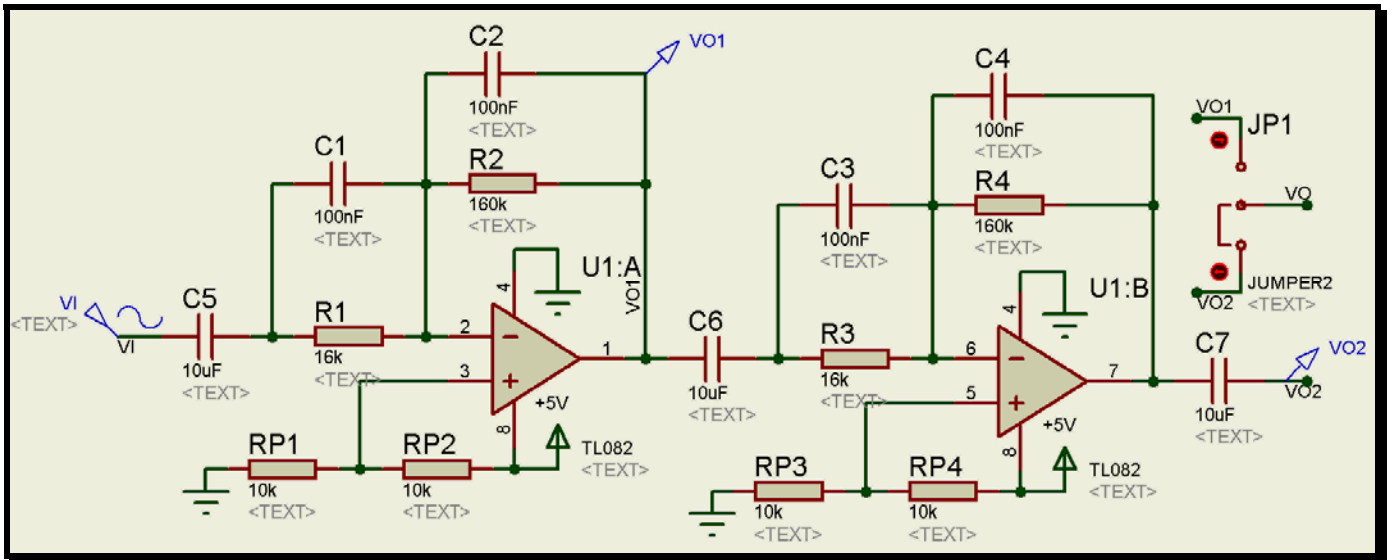 C2
VO1
100nF
<TEXT>
C4
100nF
<TEXT>
VO1
JP1
C1
100nF
<TEXT>
R2
160k
<TEXT>
C3
100nF
<TEXT>
R4
160k
<TEXT>
VO
JUMPER2
<TEXT>
VO2
VI
<TEXT>
VI
C5
10uF
<TEXT>
R1
16k
<TEXT>
4
U1:A
2
3
1
8
+5V
TL082
<TEXT>
VO1
RP1
10k
<TEXT>
RP2
10k
<TEXT>
C6
10uF
<TEXT>
R3
16k
<TEXT>
4
U1:B
6
5
7
8
+5V
TL082
<TEXT>
RP3
10k
<TEXT>
RP4
10k
<TEXT>
C7
10uF
<TEXT>
VO2
VO2